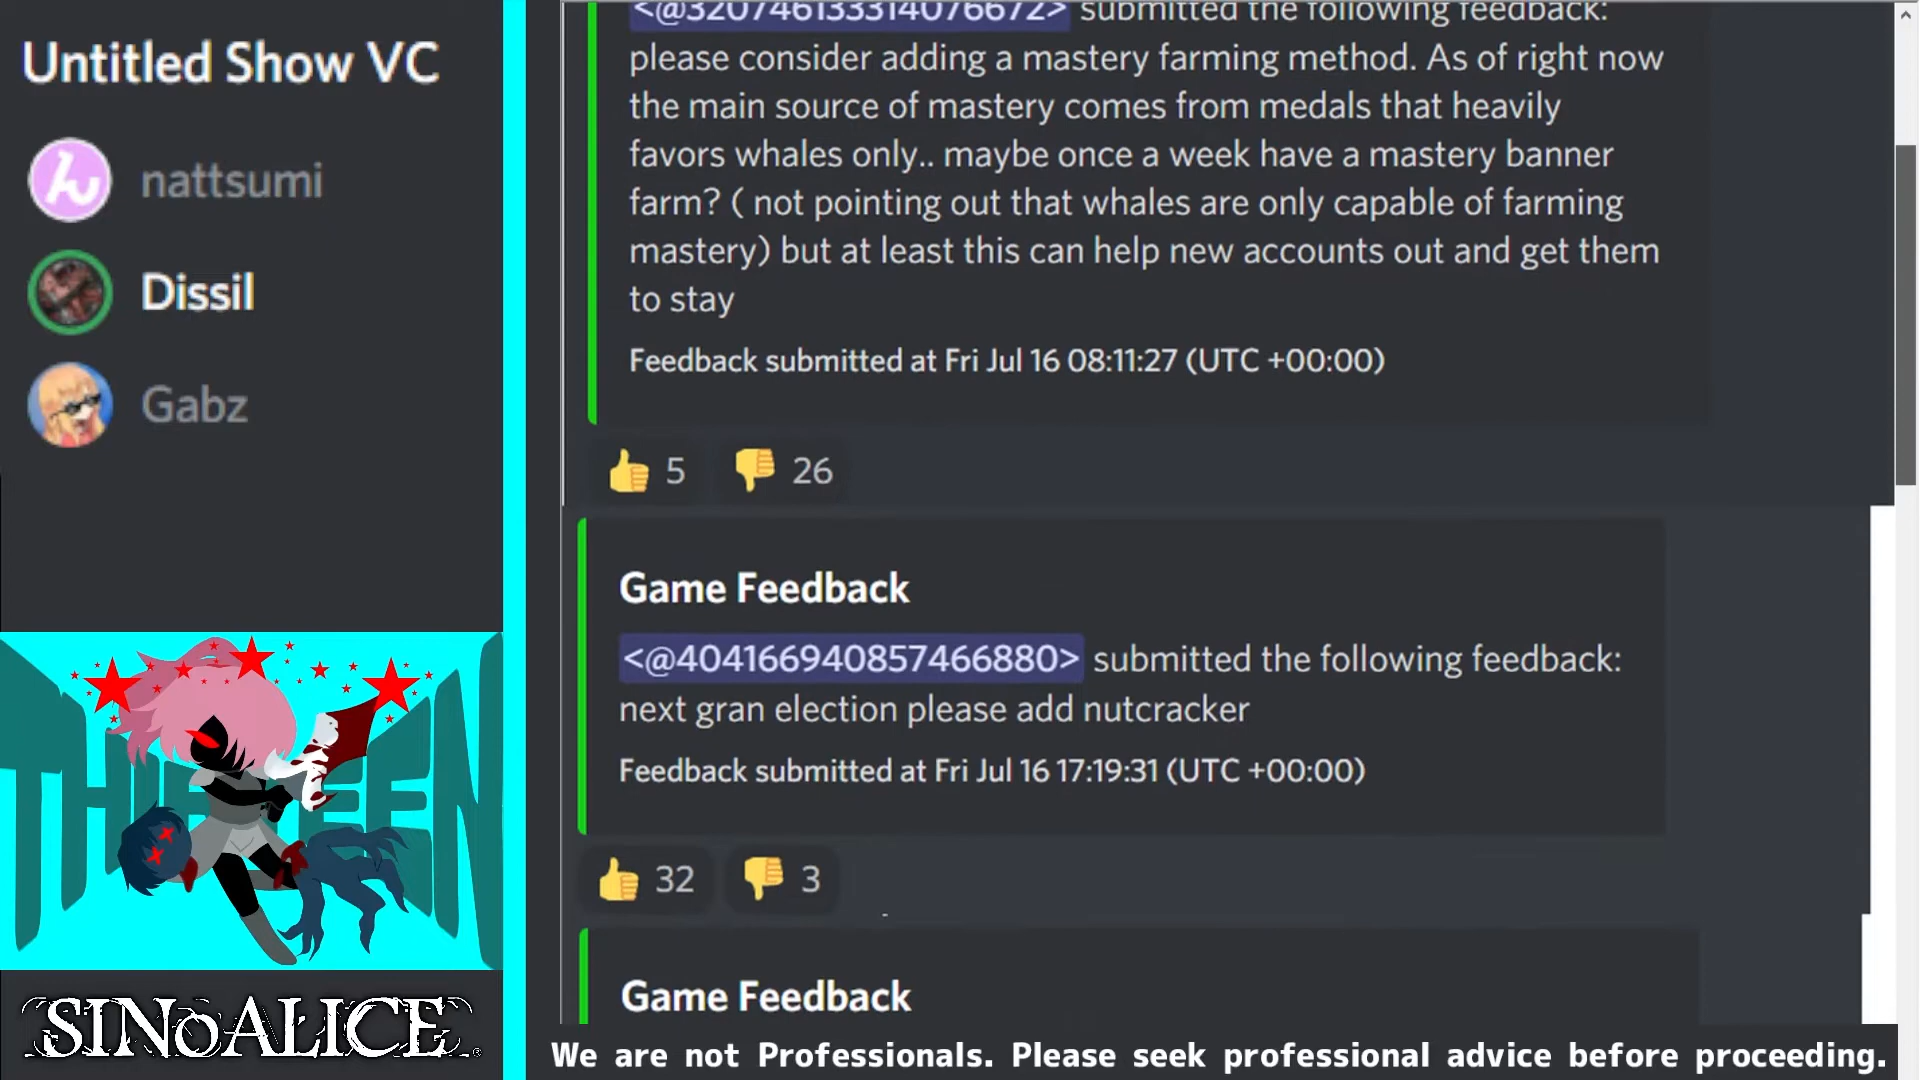 Untitled Show VC
nattsumi
Dissil
Gabz
THIRTEEN
SINoALICE
<@320746133314076672> submitted the following feedback:
please consider adding a mastery farming method. As of right now
the main source of mastery comes from medals that heavily
favors whales only.. maybe once a week have a mastery banner
farm? ( not pointing out that whales are only capable of farming
mastery) but at least this can help new accounts out and get them
to stay
Feedback submitted at Fri Jul 16 08:11:27 (UTC +00:00)
5 26
Game Feedback
<@404166940857466880> submitted the following feedback:
next gran election please add nutcracker
Feedback submitted at Fri Jul 16 17:19:31 (UTC +00:00)
32 3
Game Feedback
We are not Professionals. Please seek professional advice before proceeding.